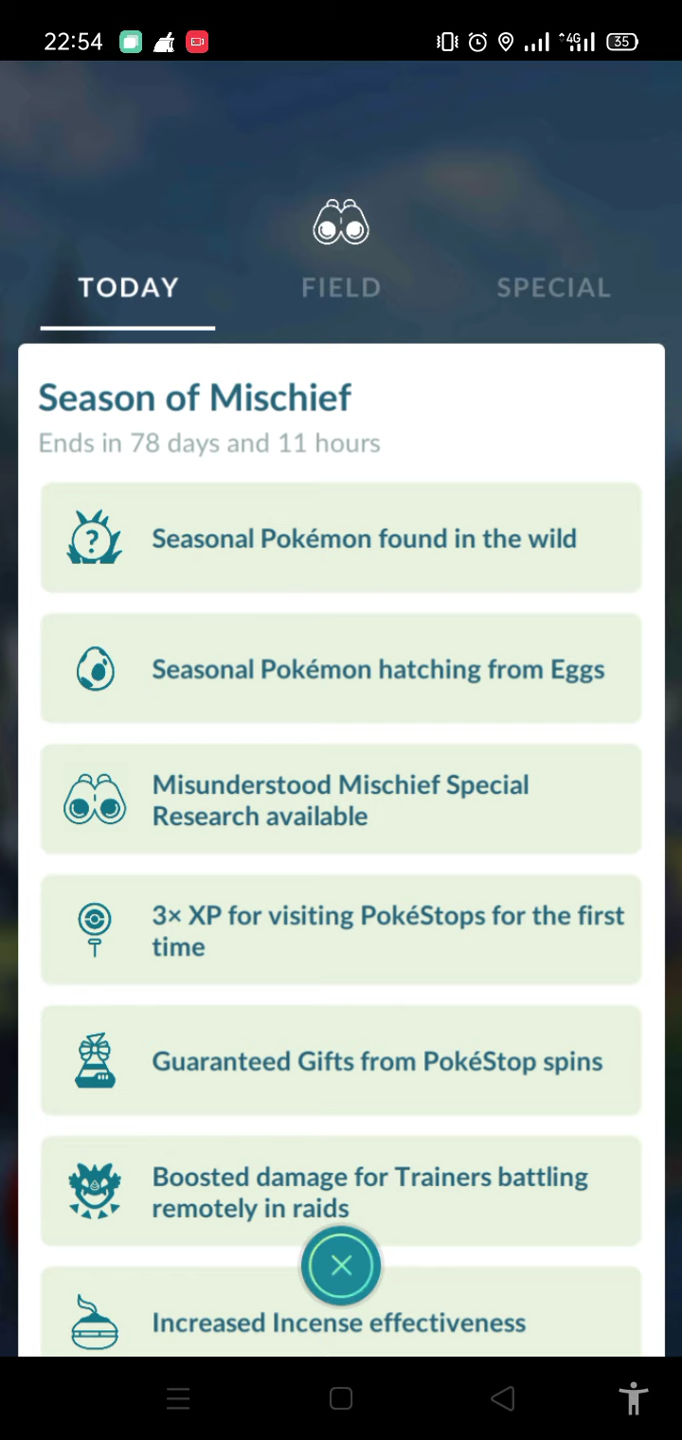 22:54
4G
35
TODAY
FIELD
SPECIAL
Season of Mischief
Ends in 78 days and 11 hours
?
Seasonal Pokémon found in the wild
Seasonal Pokémon hatching from Eggs
Misunderstood Mischief Special
Research available
3× XP for visiting PokéStops for the first
time
Guaranteed Gifts from PokéStop spins
Boosted damage for Trainers battling
remotely in raids
Increased Incense effectiveness